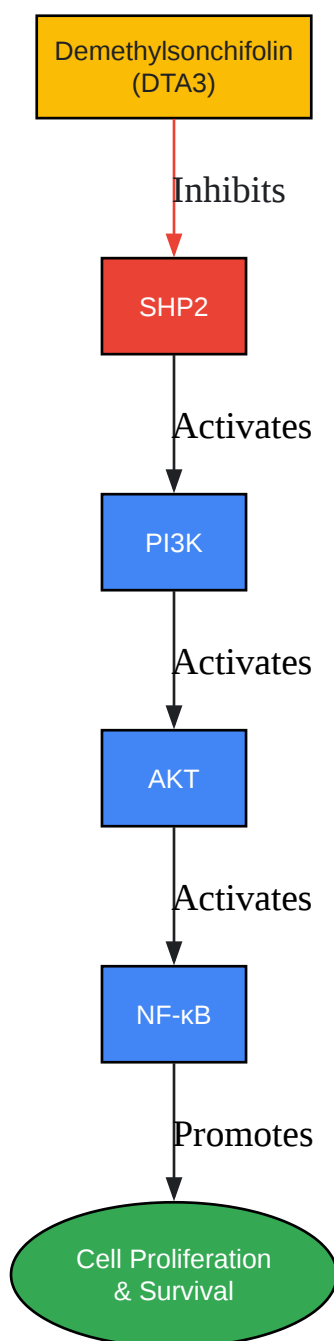 Demethylsonchifolin
(DTA3)
Inhibits
SHP2
Activates
PI3K
Activates
AKT
Activates
NF-κB
Promotes
Cell Proliferation
& Survival